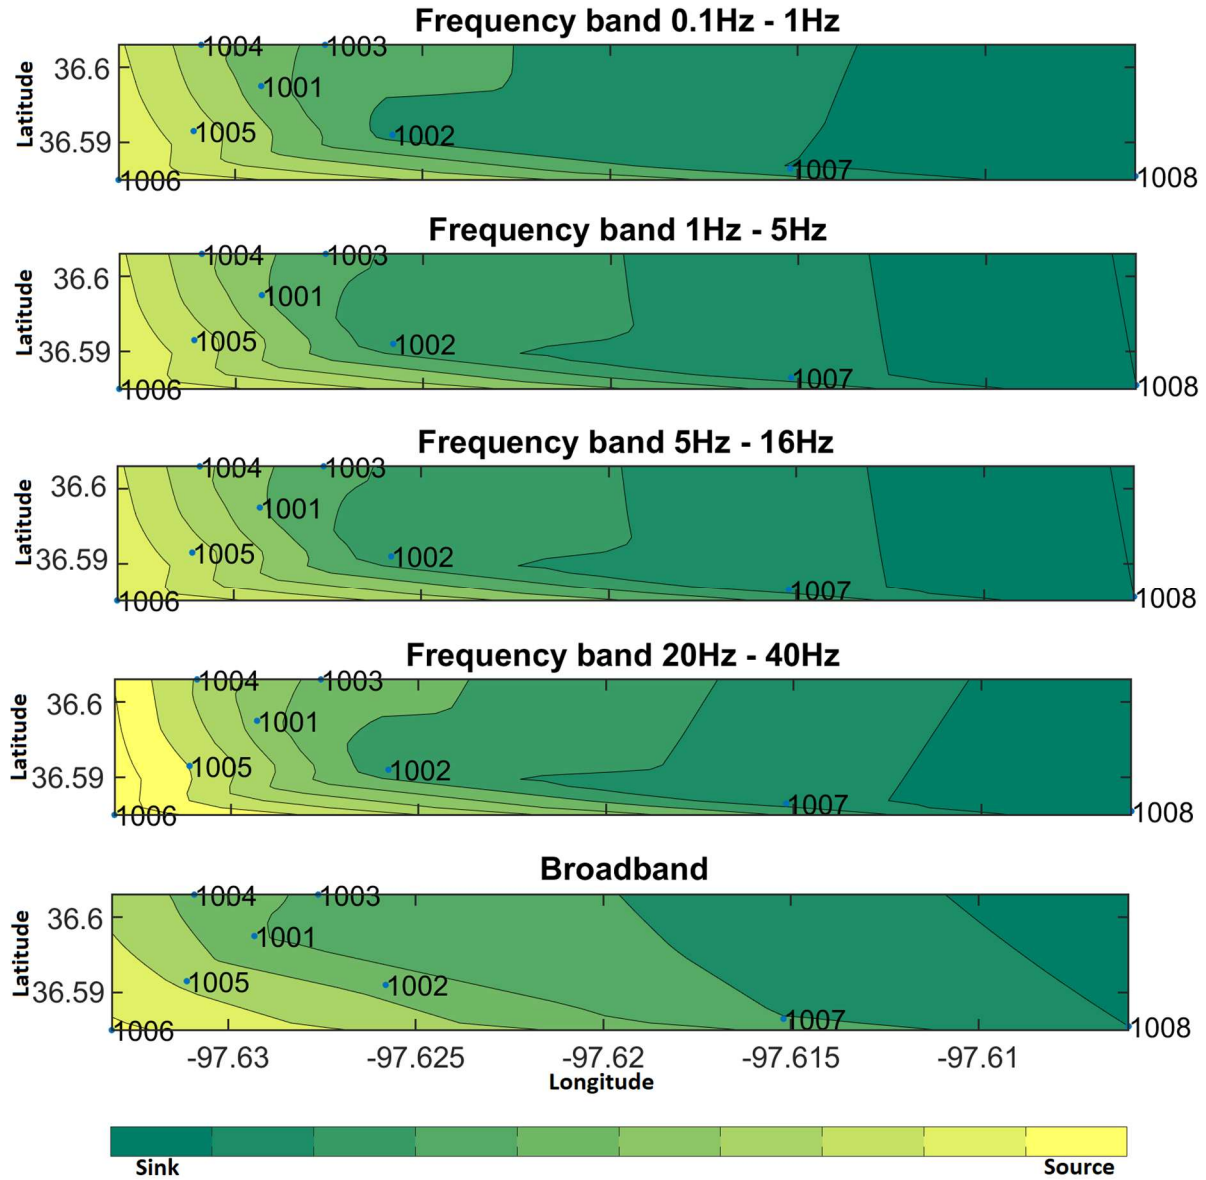 Frequency band 0.1Hz - 1Hz
1004 1003
36.6
1001
Latitude
1005 1002
36.59
1006 1007 1008
Frequency band 1Hz - 5Hz
1004 1003
36.6
1001
Latitude
1005 1002
36.59
1006 1007 1008
Frequency band 5Hz - 16Hz
1004 1003
36.6
1001
Latitude
1005 1002
36.59
1006 1007 1008
Frequency band 20Hz - 40Hz
1004 1003
36.6
1001
Latitude
1005 1002
36.59
1006 1007 1008
Broadband
1004 1003
36.6
1001
Latitude
1005 1002
36.59
1006 1007 1008
-97.63 -97.625 -97.62 -97.615 -97.61
Longitude
Sink Source